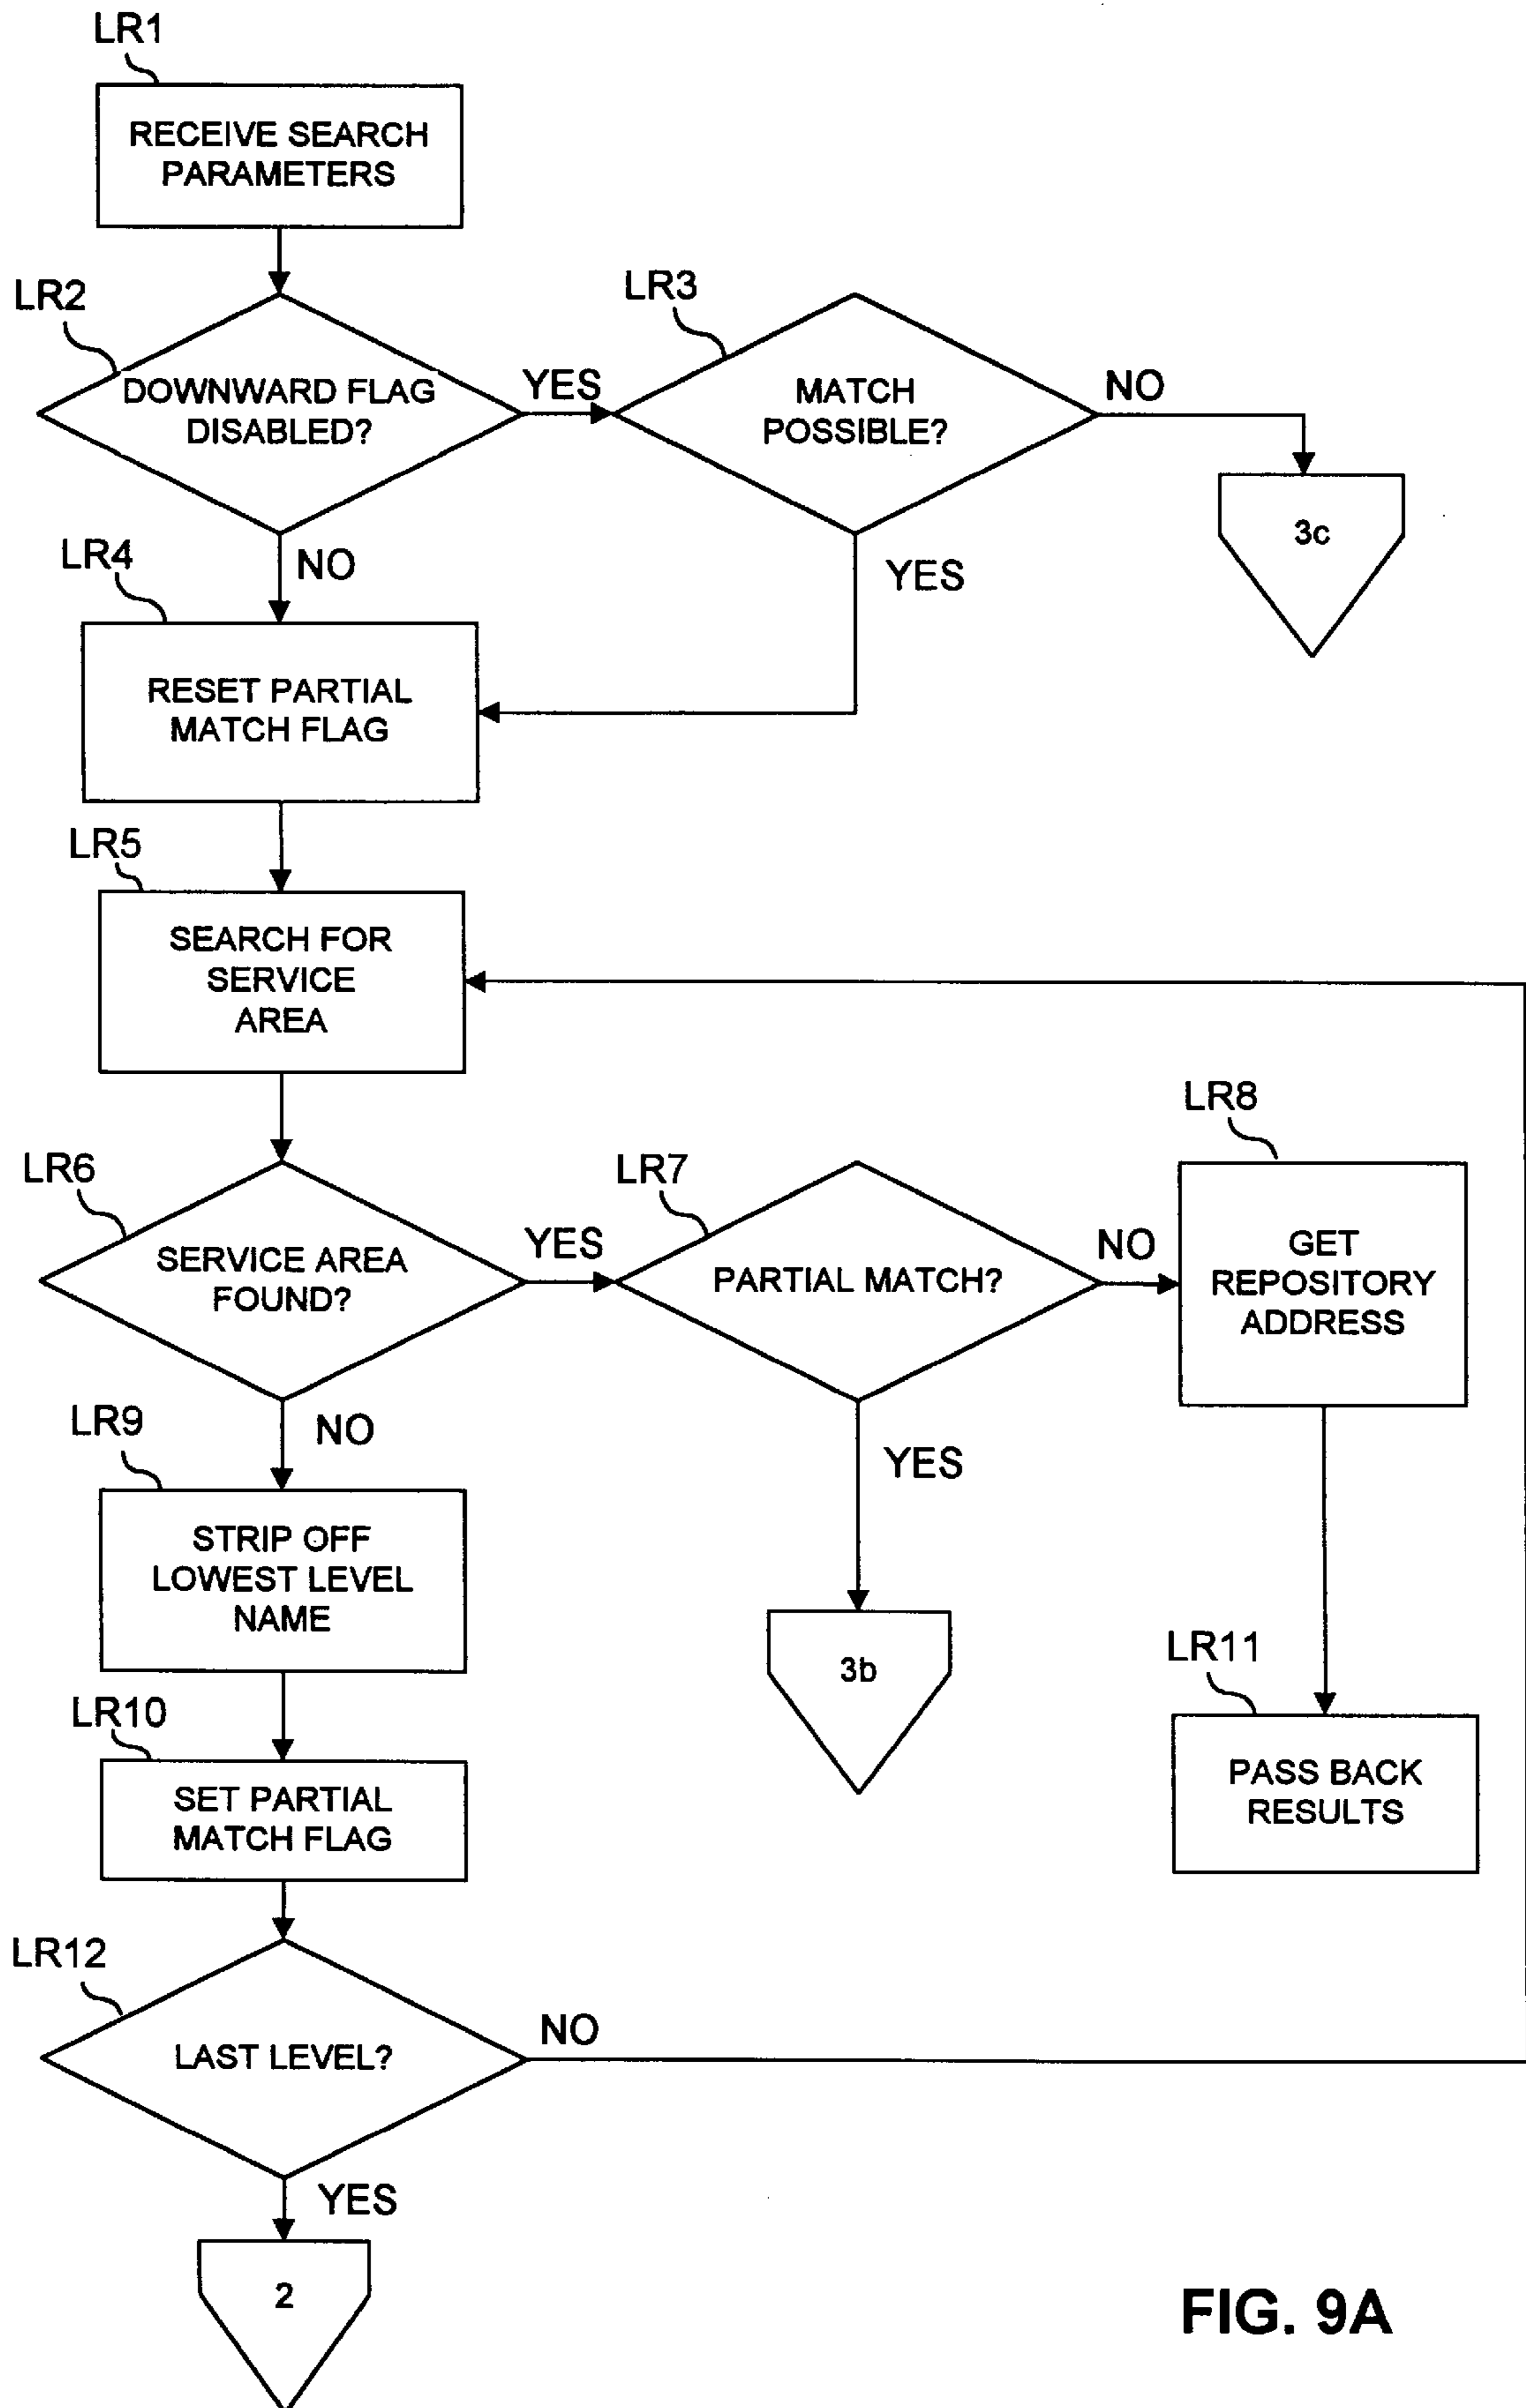 LR1
RECEIVE SEARCH
PARAMETERS
LR2
DOWNWARD FLAG
DISABLED?
YES
LR3
MATCH
POSSIBLE?
NO
3c
NO
YES
LR4
RESET PARTIAL
MATCH FLAG
LR5
SEARCH FOR
SERVICE
AREA
LR6
SERVICE AREA
FOUND?
YES
LR7
PARTIAL MATCH?
NO
LR8
GET
REPOSITORY
ADDRESS
NO
YES
LR9
STRIP OFF
LOWEST LEVEL
NAME
3b
LR11
PASS BACK
RESULTS
LR10
SET PARTIAL
MATCH FLAG
LR12
LAST LEVEL?
NO
YES
2
FIG. 9A